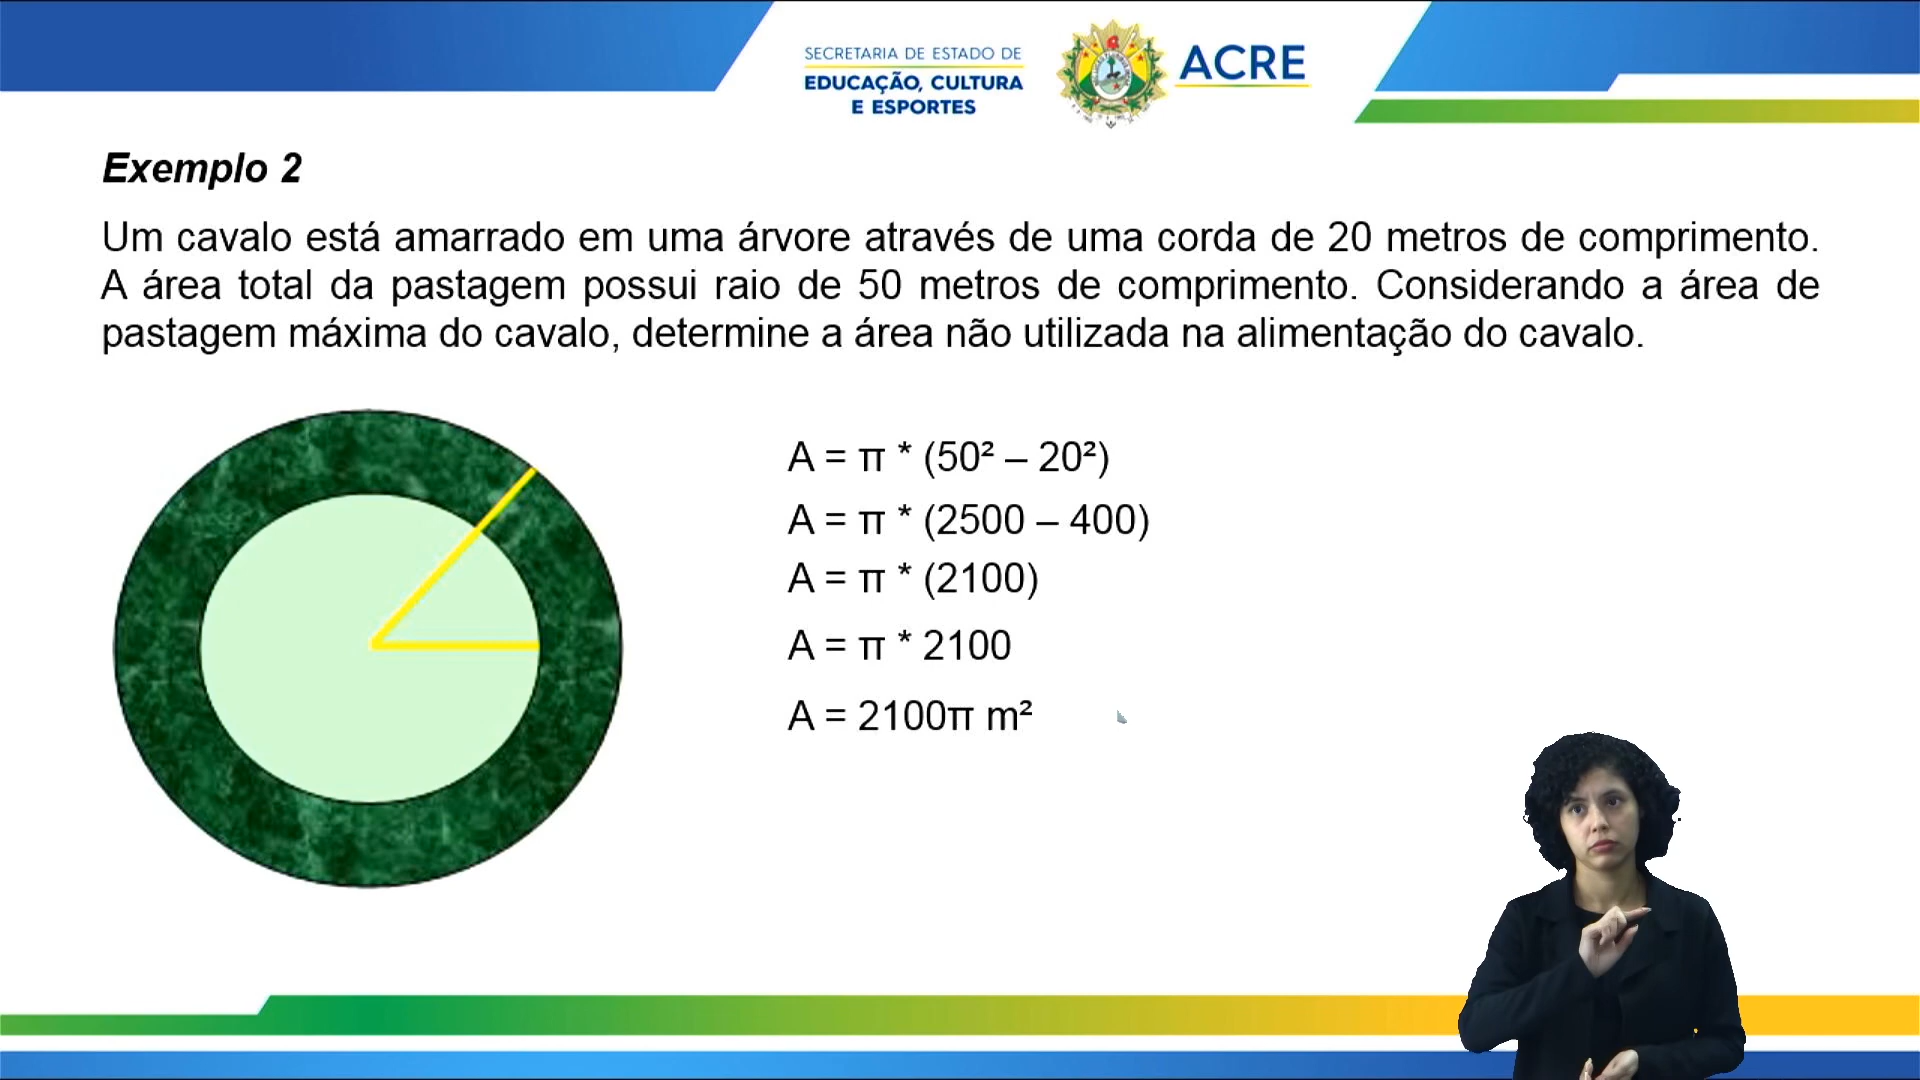 SECRETARIA DE ESTADO DE
EDUCAÇÃO, CULTURA
E ESPORTES
ACRE
Exemplo 2
Um cavalo está amarrado em uma árvore através de uma corda de 20 metros de comprimento.
A área total da pastagem possui raio de 50 metros de comprimento. Considerando a área de
pastagem máxima do cavalo, determine a área não utilizada na alimentação do cavalo.
A = π * (50² – 20²)
A = π * (2500 – 400)
A = π * (2100)
A = π * 2100
A = 2100π m²